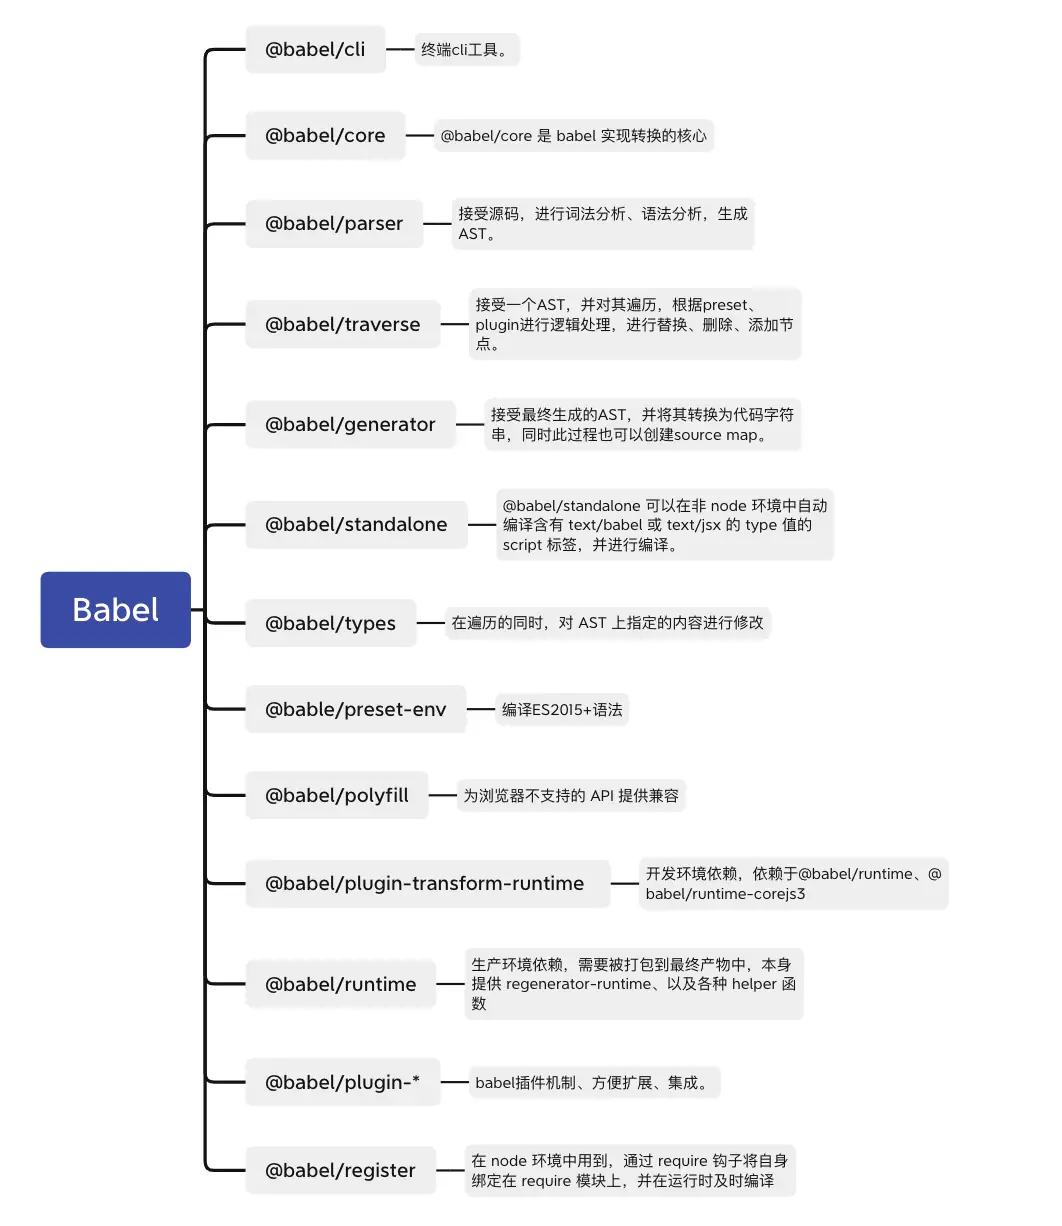 Babel
@babel/cli
终端cli工具。
@babel/core
@babel/core 是 babel 实现转换的核心
@babel/parser
接受源码，进行词法分析、语法分析，生成
AST。
@babel/traverse
接受一个AST，并对其遍历，根据preset、
plugin进行逻辑处理，进行替换、删除、添加节
点。
@babel/generator
接受最终生成的AST，并将其转换为代码字符
串，同时此过程也可以创建source map。
@babel/standalone
@babel/standalone 可以在非 node 环境中自动
编译含有 text/babel 或 text/jsx 的 type 值的
script 标签，并进行编译。
@babel/types
在遍历的同时，对 AST 上指定的内容进行修改
@bable/preset-env
编译ES2015+语法
@babel/polyfill
为浏览器不支持的 API 提供兼容
@babel/plugin-transform-runtime
开发环境依赖，依赖于@babel/runtime、@
babel/runtime-corejs3
@babel/runtime
生产环境依赖，需要被打包到最终产物中，本身
提供 regenerator-runtime、以及各种 helper 函
数
@babel/plugin-*
babel插件机制、方便扩展、集成。
@babel/register
在 node 环境中用到，通过 require 钩子将自身
绑定在 require 模块上，并在运行时及时编译